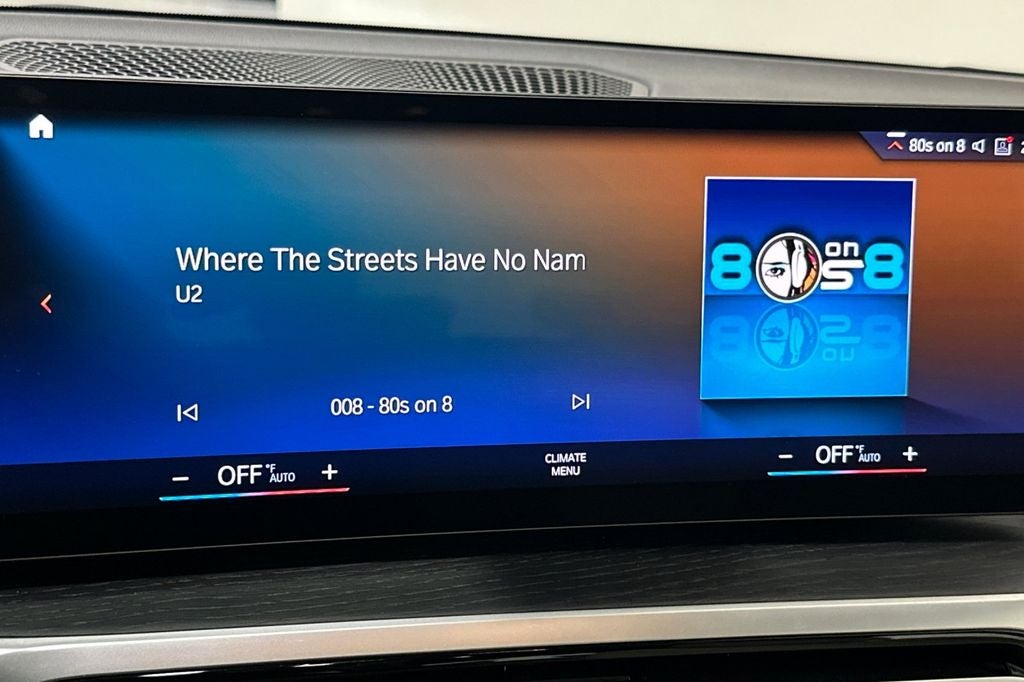 80s on 8
Where The Streets Have No Nam
U2
80s on 8
008 - 80s on 8
- OFF °F AUTO +
CLIMATE
MENU
- OFF °F AUTO +